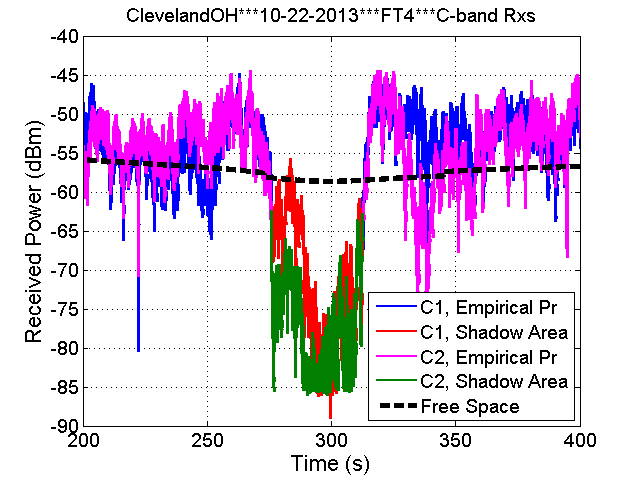 ClevelandOH***10-22-2013***FT4***C-band Rxs
-40
-45
-50
-55
-60
-65
-70
-75
-80
-85
-90
Received Power (dBm)
C1, Empirical Pr
C1, Shadow Area
C2, Empirical Pr
C2, Shadow Area
Free Space
200
250
300
350
400
Time (s)